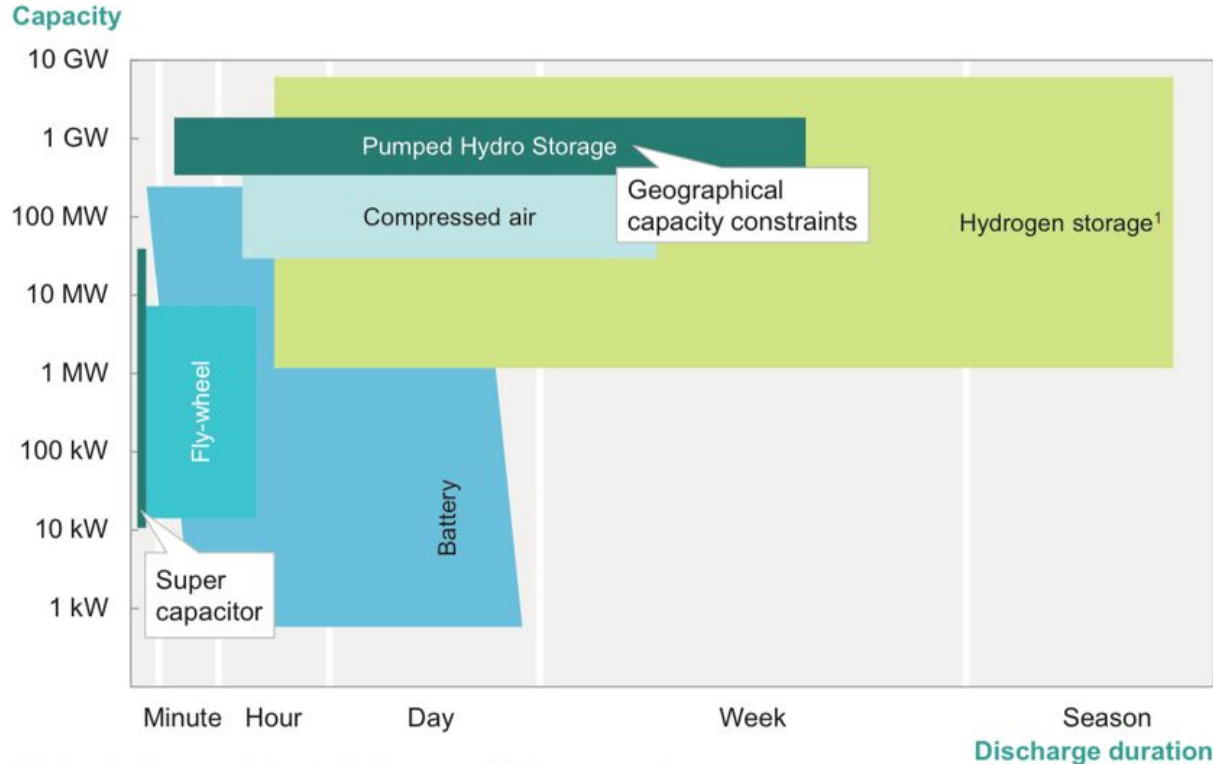 Capacity
10 GW
1 GW
100 MW
10 MW
1 MW
100 kW
10 kW
1 kW
Pumped Hydro Storage
Geographical
capacity constraints
Compressed air
Hydrogen storage¹
Fly-wheel
Battery
Super
capacitor
Minute
Hour
Day
Week
Season
Discharge duration